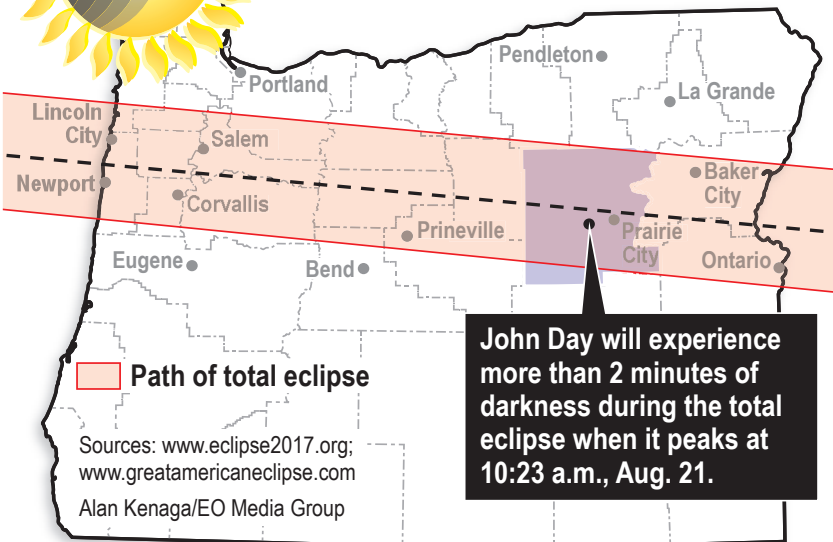 Pendleton
Portland
La Grande
Lincoln
City
Salem
Baker
City
Newport
Corvallis
Prineville
Prairie
City
Eugene
Bend
Ontario
John Day will experience
more than 2 minutes of
darkness during the total
eclipse when it peaks at
10:23 a.m., Aug. 21.
Path of total eclipse
Sources: www.eclipse2017.org;
www.greatamericaneclipse.com
Alan Kenaga/EO Media Group